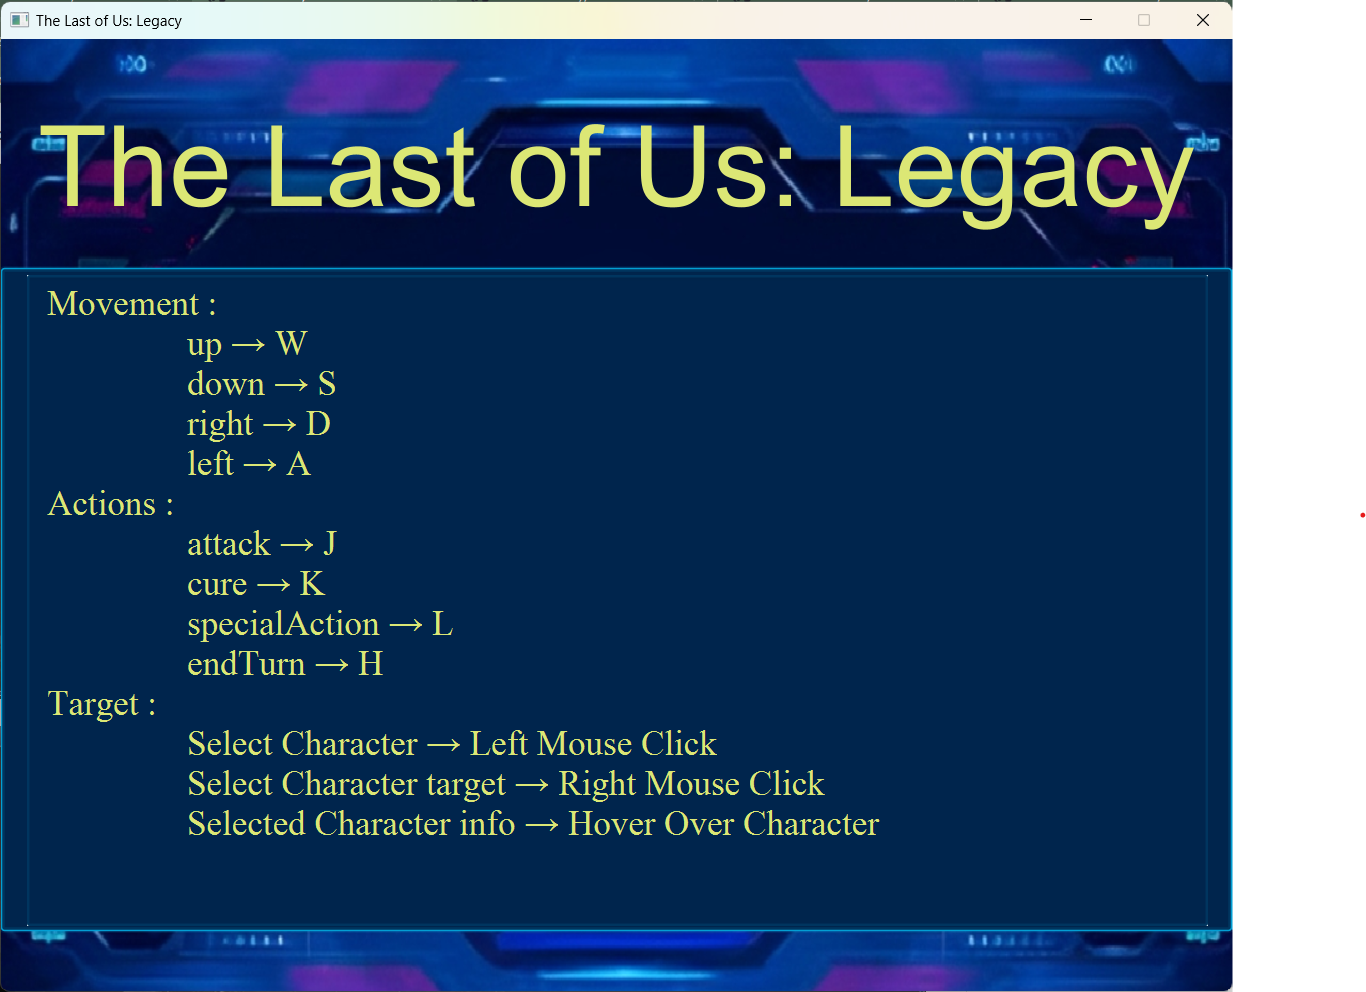 The Last of Us: Legacy
The Last of Us: Legacy
Movement :
up → W
down → S
right → D
left → A
Actions :
attack → J
cure → K
specialAction → L
endTurn → H
Target :
Select Character → Left Mouse Click
Select Character target → Right Mouse Click
Selected Character info → Hover Over Character